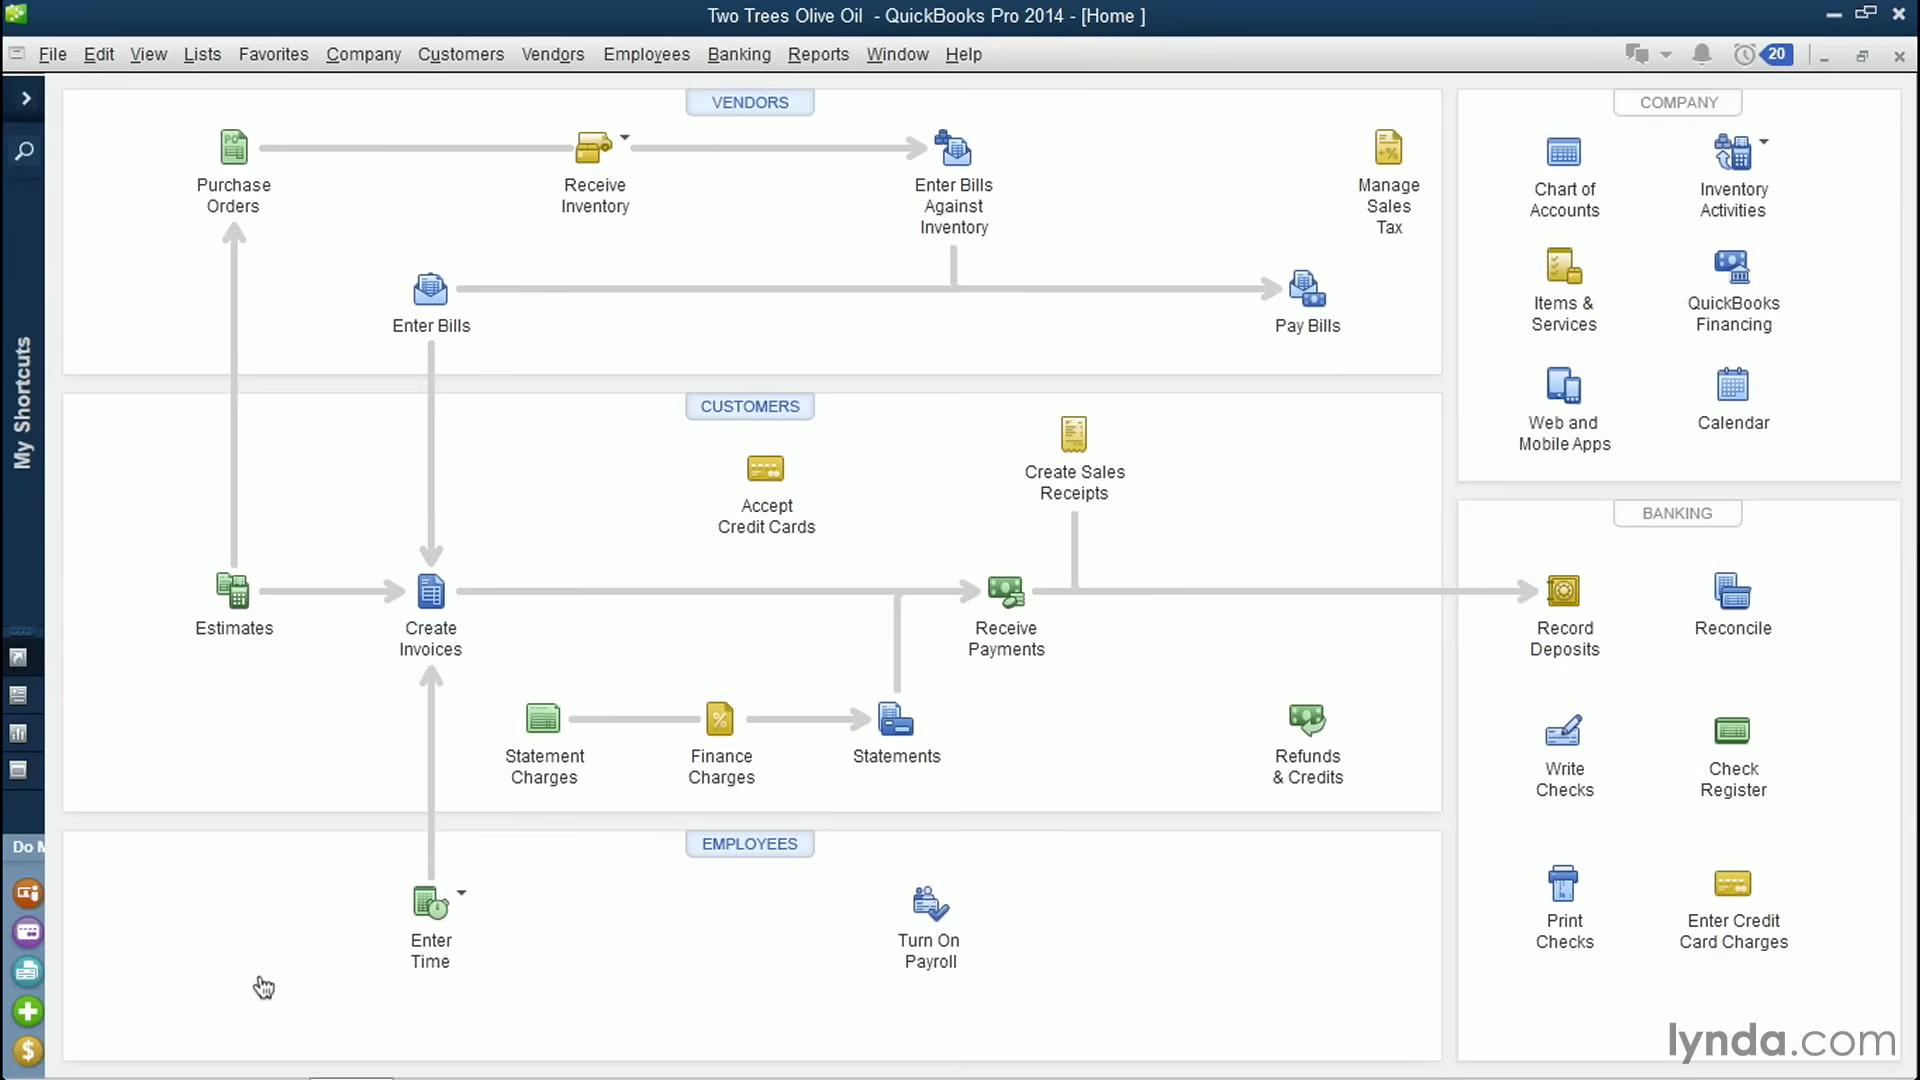 Two Trees Olive Oil - QuickBooks Pro 2014 - [Home ]
File Edit View Lists Favorites Company Customers Vendors Employees Banking Reports Window Help
20
My Shortcuts
Do M
VENDORS
PO
Purchase
Orders
Receive
Inventory
Enter Bills
Against
Inventory
+%
Manage
Sales
Tax
Enter Bills
Pay Bills
CUSTOMERS
Create Sales
Receipts
Accept
Credit Cards
Estimates
Create
Invoices
Receive
Payments
Statement
Charges
%
Finance
Charges
Statements
Refunds
& Credits
EMPLOYEES
Enter
Time
Turn On
Payroll
COMPANY
Chart of
Accounts
Inventory
Activities
Items &
Services
QuickBooks
Financing
Web and
Mobile Apps
Calendar
BANKING
Record
Deposits
Reconcile
Write
Checks
Check
Register
Print
Checks
Enter Credit
Card Charges
$
lynda.com